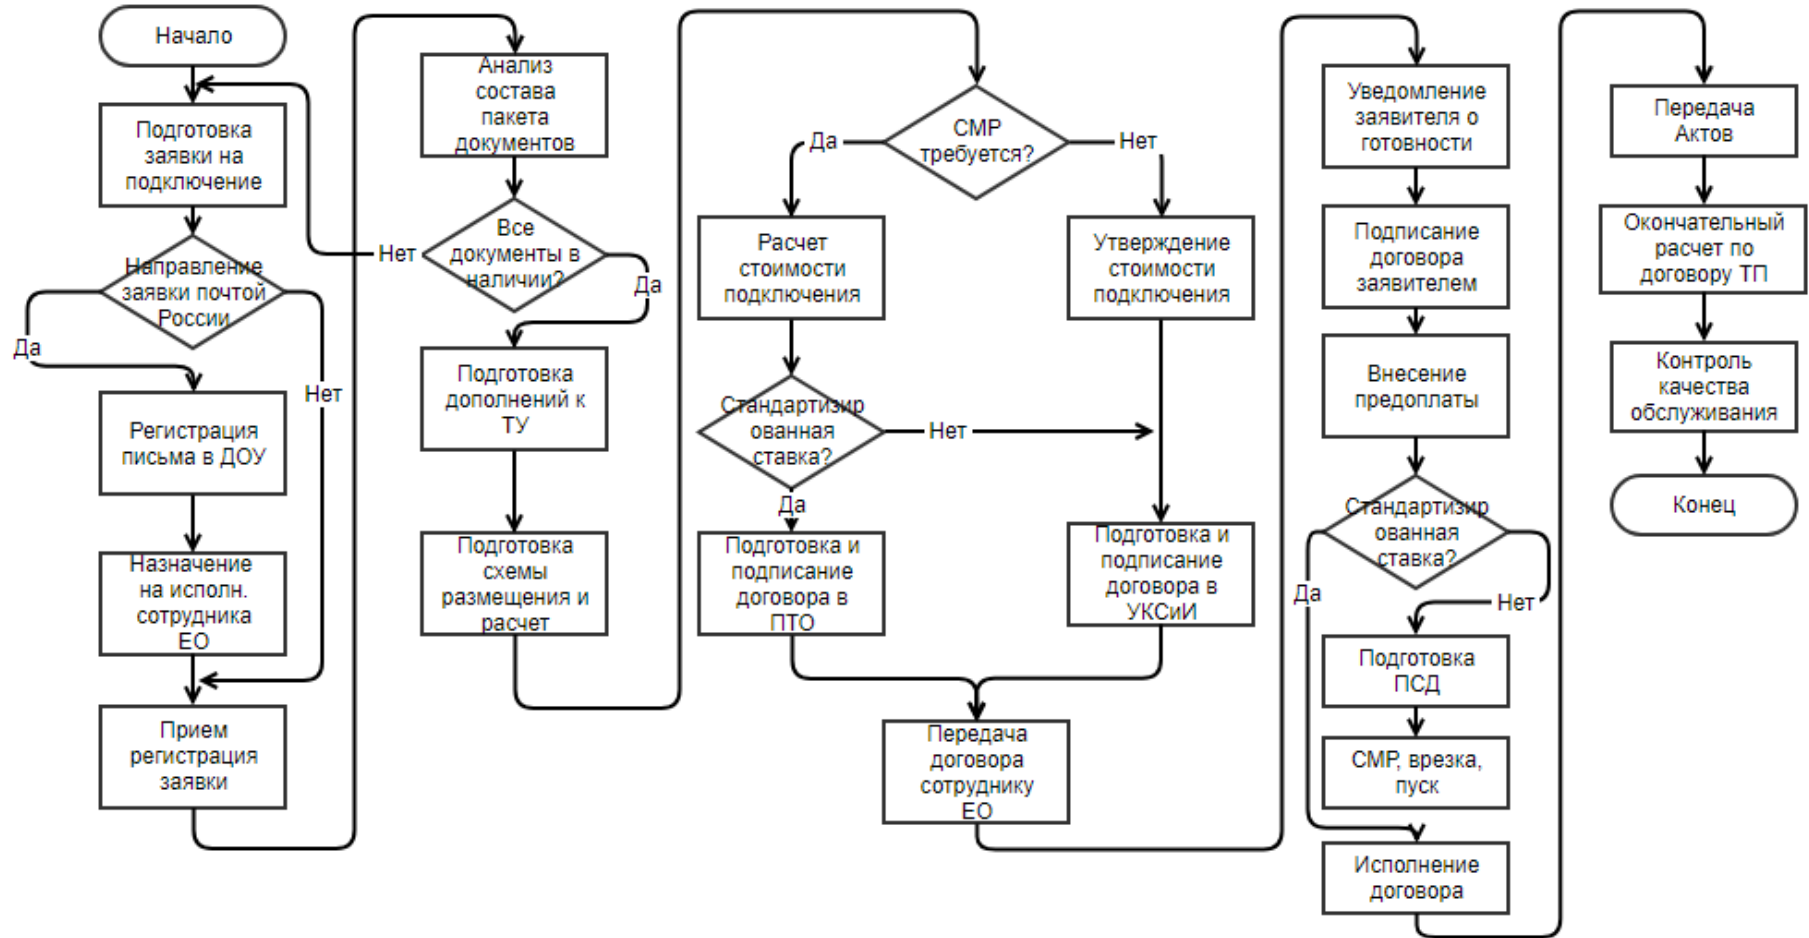 Начало
Подготовка
заявки на
подключение
Направление
заявки почтой
России
Да
Нет
Регистрация
письма в ДОУ
Назначение
на исполн.
сотрудника
ЕО
Прием
регистрация
заявки
Анализ
состава
пакета
документов
Все
документы в
наличии?
Нет
Да
Подготовка
дополнений к
ТУ
Подготовка
схемы
размещения и
расчет
СМР
требуется?
Да
Нет
Расчет
стоимости
подключения
Утверждение
стоимости
подключения
Стандартизир
ованная
ставка?
Нет
Да
Подготовка и
подписание
договора в
ПТО
Подготовка и
подписание
договора в
УКСиИ
Передача
договора
сотруднику
ЕО
Уведомление
заявителя о
готовности
Подписание
договора
заявителем
Внесение
предоплаты
Стандартизир
ованная
ставка?
Да
Нет
Подготовка
ПСД
СМР, врезка,
пуск
Исполнение
договора
Передача
Актов
Окончательный
расчет по
договору ТП
Контроль
качества
обслуживания
Конец